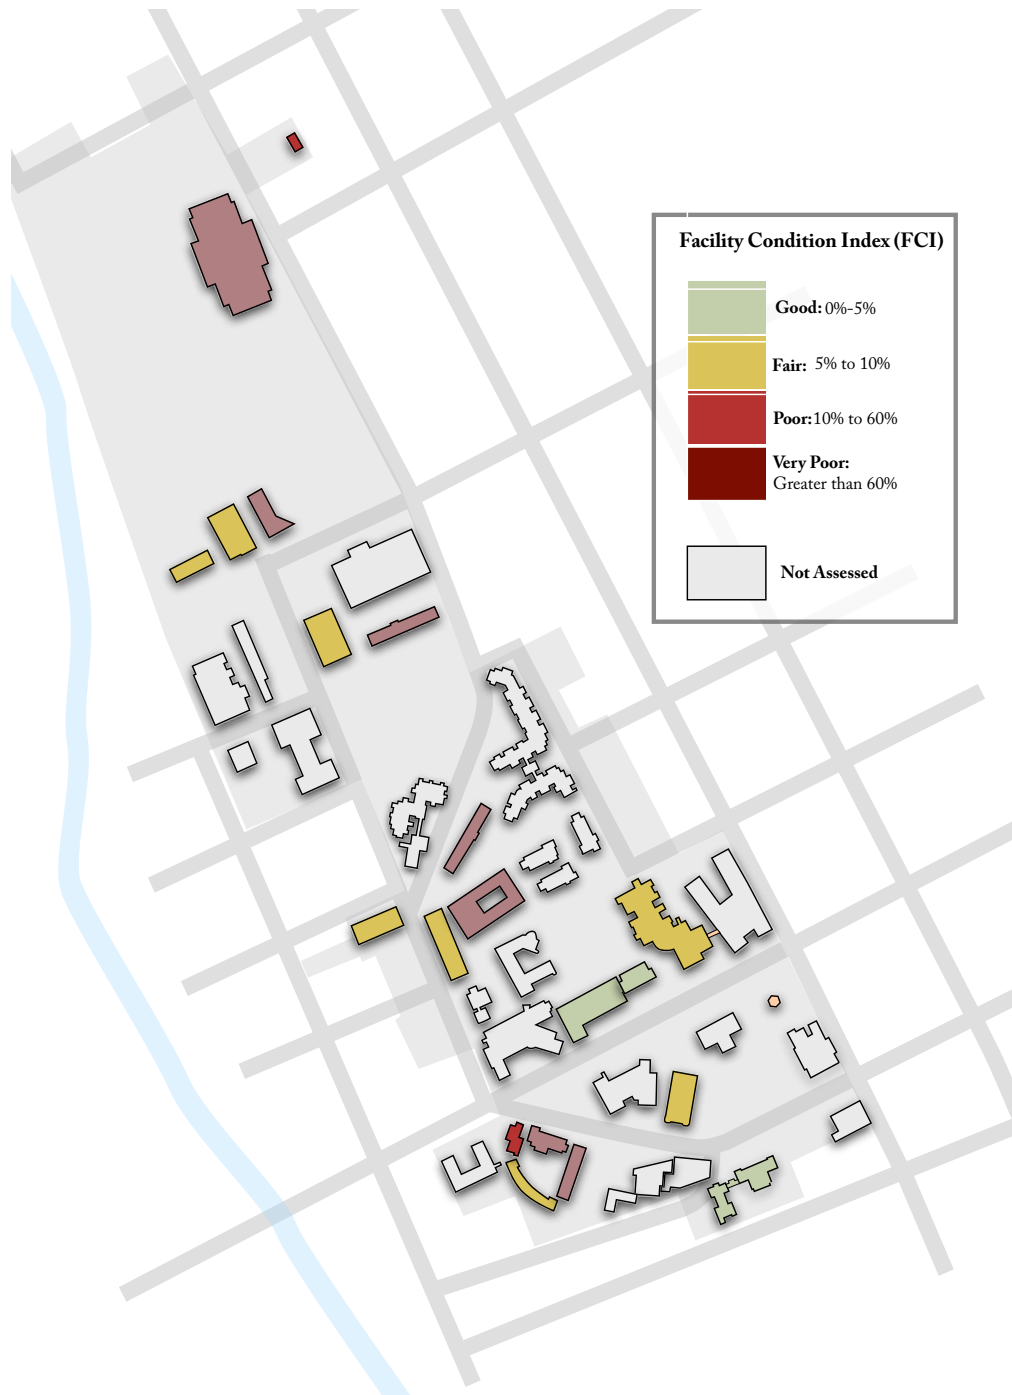 Facility Condition Index (FCI)
Good: 0%-5%
Fair: 5% to 10%
Poor:10% to 60%
Very Poor:
Greater than 60%
Not Assessed